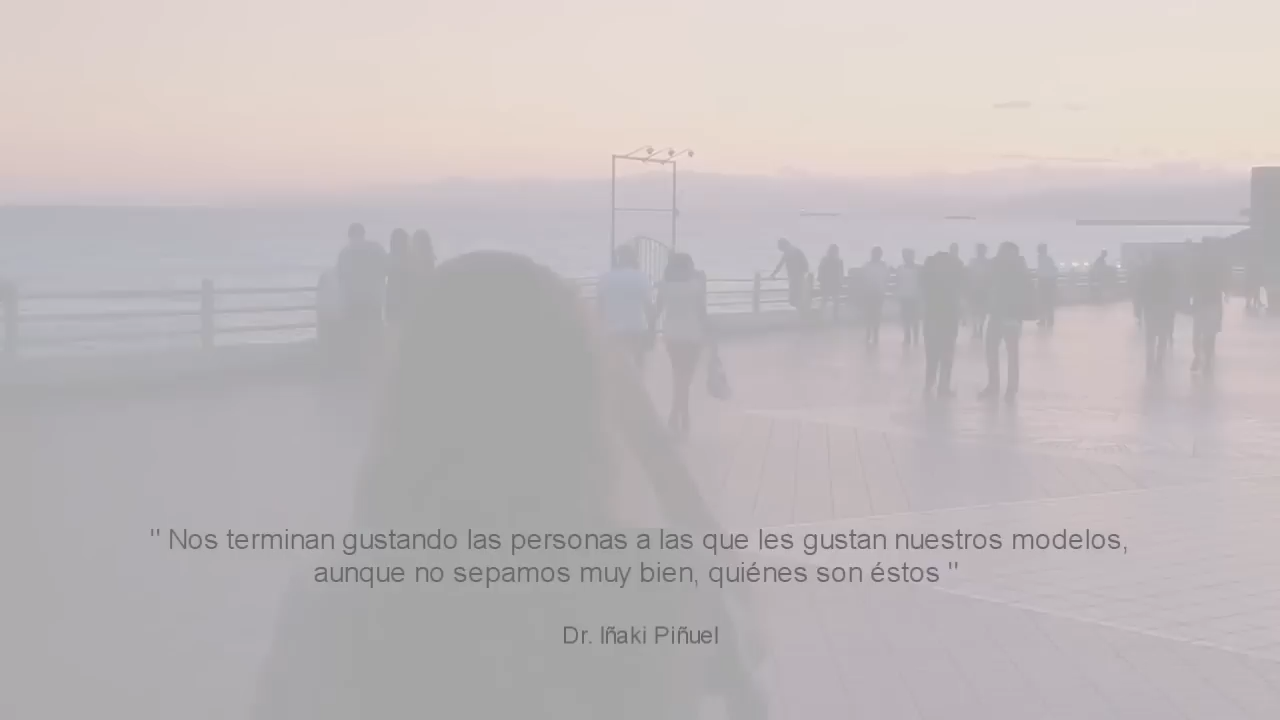 " Nos terminan gustando las personas a las que les gustan nuestros modelos,
aunque no sepamos muy bien, quiénes son éstos "
Dr. Iñaki Piñuel